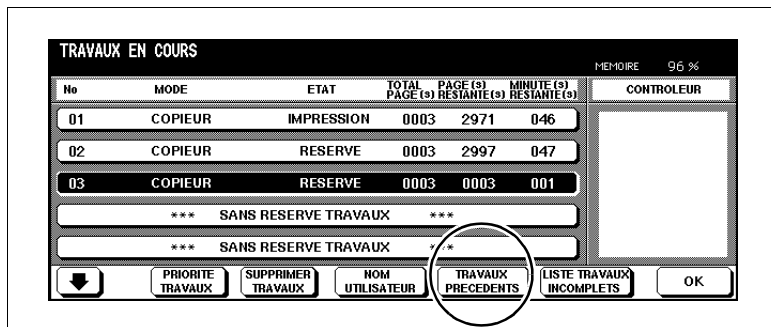 TRAVAUX EN COURS
MEMOIRE 96 %
No MODE ETAT TOTAL PAGE(S) PAGE(S) RESTANTE(S) MINUTE(S) RESTANTE(S) CONTROLEUR
01 COPIEUR IMPRESSION 0003 2971 046
02 COPIEUR RESERVE 0003 2997 047
03 COPIEUR RESERVE 0003 0003 001
*** SANS RESERVE TRAVAUX ***
*** SANS RESERVE TRAVAUX ***
PRIORITE TRAVAUX
SUPPRIMER TRAVAUX
NOM UTILISATEUR
TRAVAUX PRECEDENTS
LISTE TRAVAUX INCOMPLETS
OK